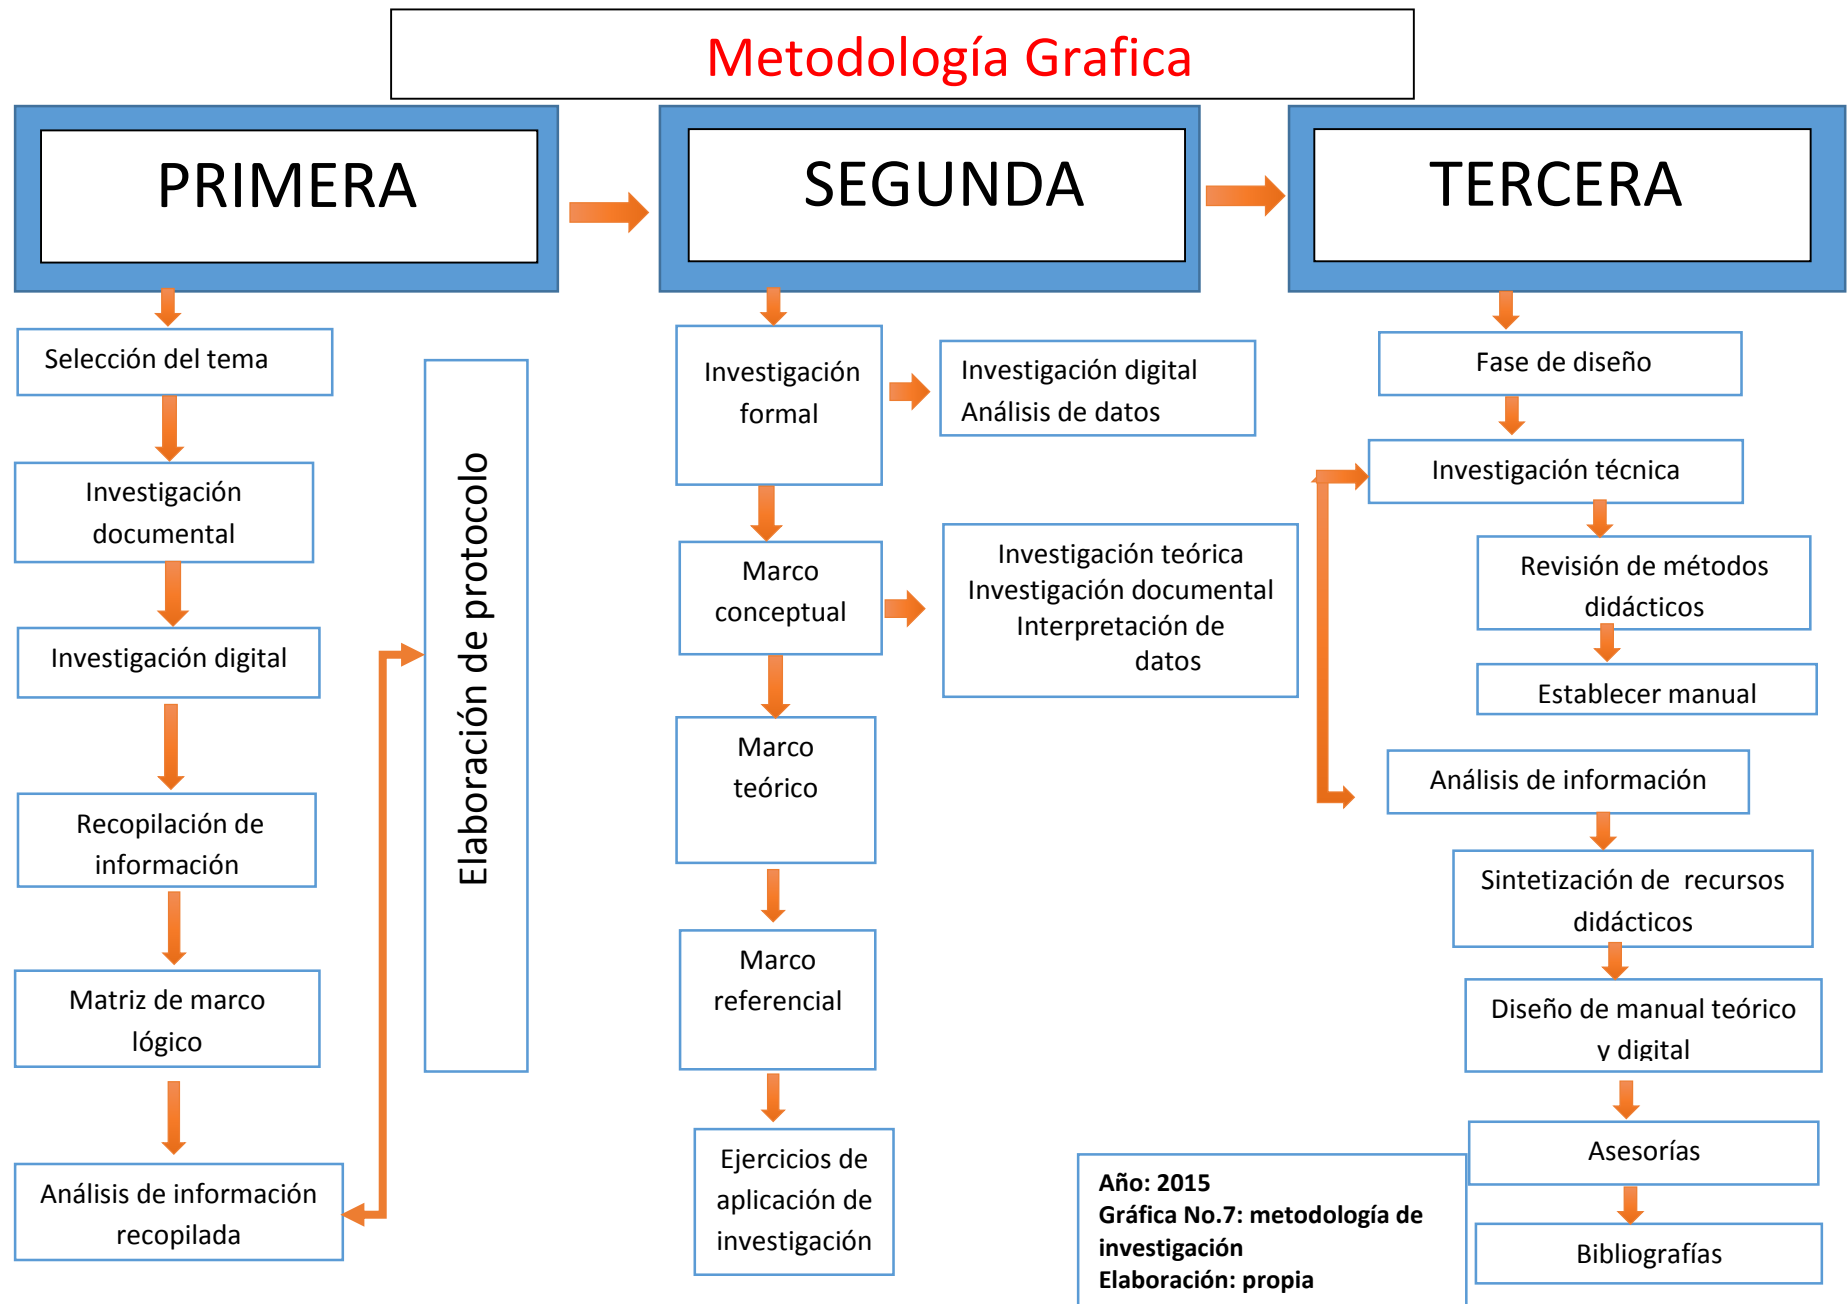 Metodología Grafica
PRIMERA
SEGUNDA
TERCERA
Selección del tema
Investigación
documental
Investigación digital
Recopilación de
información
Matriz de marco
lógico
Análisis de información
recopilada
Elaboración de protocolo
Investigación
formal
Investigación digital
Análisis de datos
Marco
conceptual
Investigación teórica
Investigación documental
Interpretación de
datos
Marco
teórico
Marco
referencial
Ejercicios de
aplicación de
investigación
Fase de diseño
Investigación técnica
Revisión de métodos
didácticos
Establecer manual
Análisis de información
Sintetización de recursos
didácticos
Diseño de manual teórico
y digital
Asesorías
Bibliografías
Año: 2015
Gráfica No.7: metodología de
investigación
Elaboración: propia